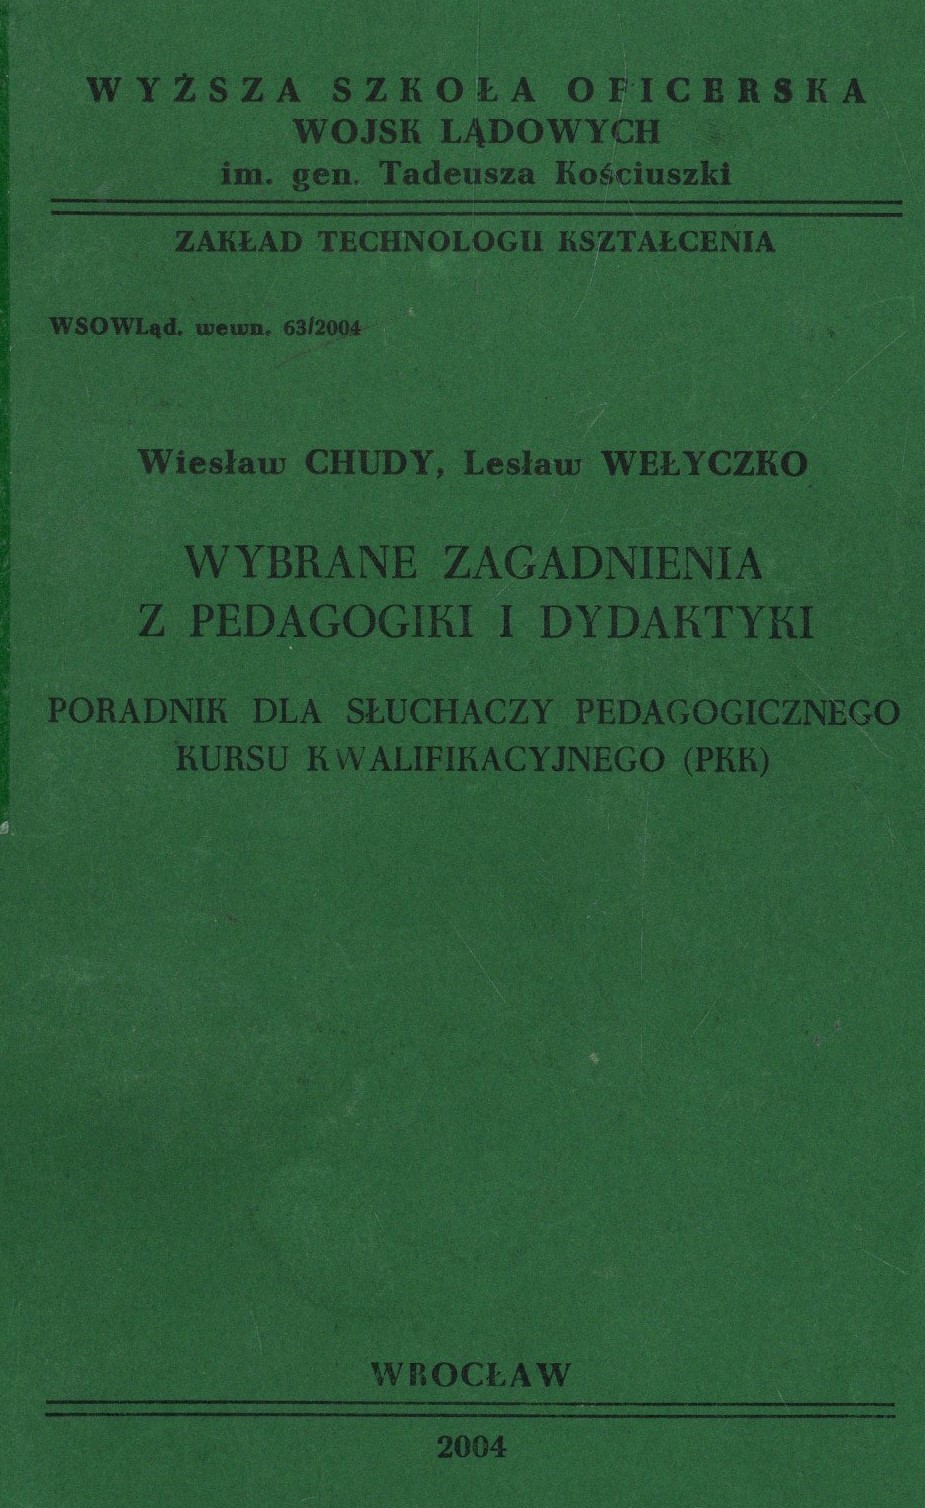 WYŻSZA SZKOŁA OFICERSKA
WOJSK LĄDOWYCH
im. gen. Tadeusza Kościuszki
ZAKŁAD TECHNOLOGII KSZTAŁCENIA
WSOWLąd. wewn. 63/2004
Wiesław CHUDY, Lesław WEŁYCZKO
WYBRANE ZAGADNIENIA
Z PEDAGOGIKI I DYDAKTYKI
PORADNIK DLA SŁUCHACZY PEDAGOGICZNEGO
KURSU KWALIFIKACYJNEGO (PKK)
WROCŁAW
2004